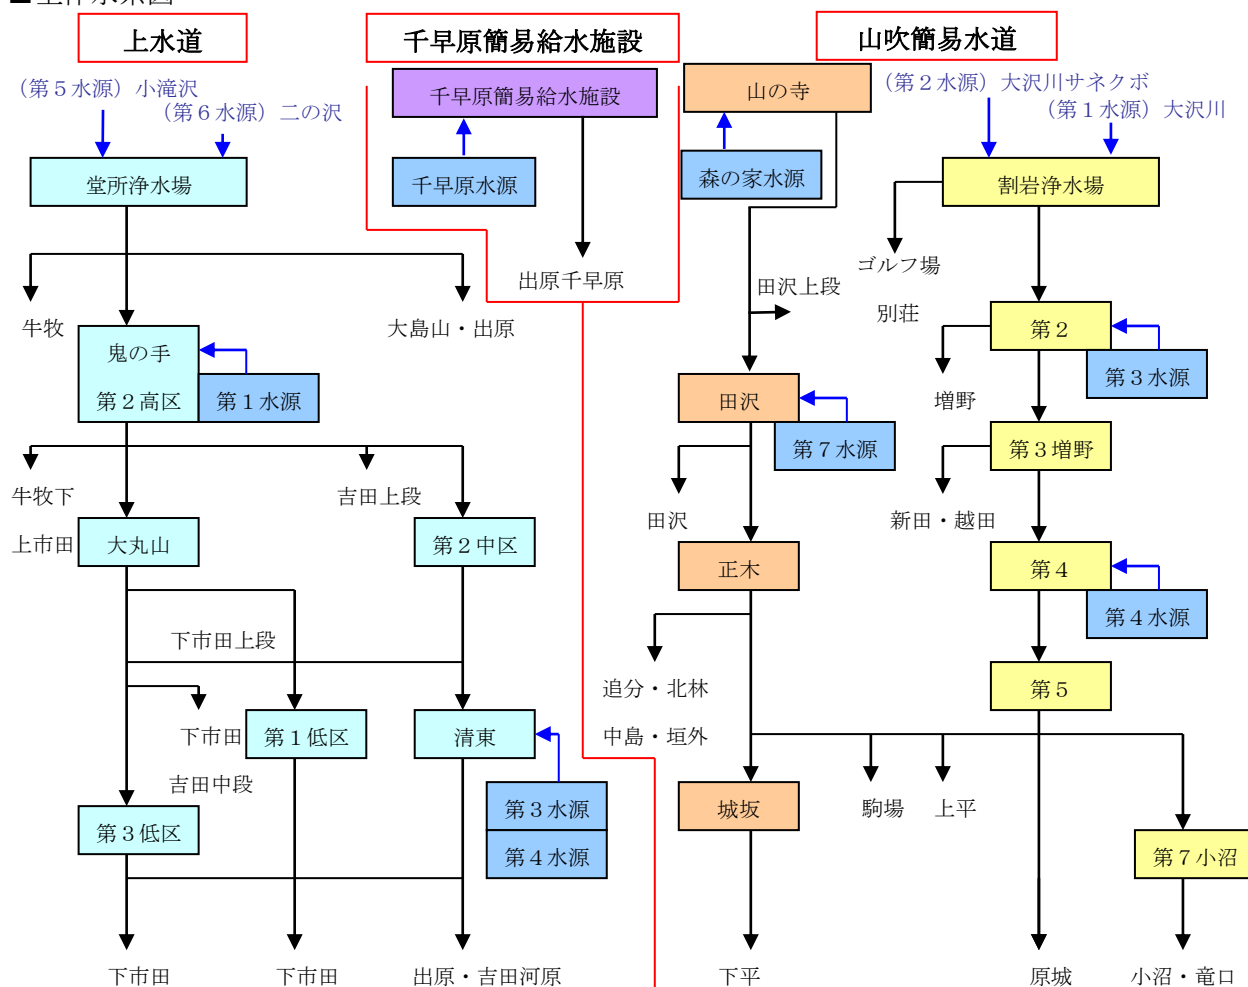 上水道
千早原簡易給水施設
山吹簡易水道
（第５水源）小滝沢
（第６水源）二の沢
千早原簡易給水施設
山の寺
（第２水源）大沢川サネクボ
（第１水源）大沢川
堂所浄水場
千早原水源
森の家水源
割岩浄水場
ゴルフ場
出原千早原
田沢上段
別荘
牛牧
大島山・出原
第２
鬼の手
第２高区
第１水源
第３水源
田沢
増野
第７水源
第３増野
牛牧下
吉田上段
田沢
新田・越田
上市田
大丸山
第２中区
正木
第４
第４水源
下市田上段
追分・北林
第５
下市田
第１低区
清東
中島・垣外
吉田中段
第３水源
城坂
駒場
上平
第３低区
第４水源
第７小沼
下市田
下市田
出原・吉田河原
下平
原城
小沼・竜口